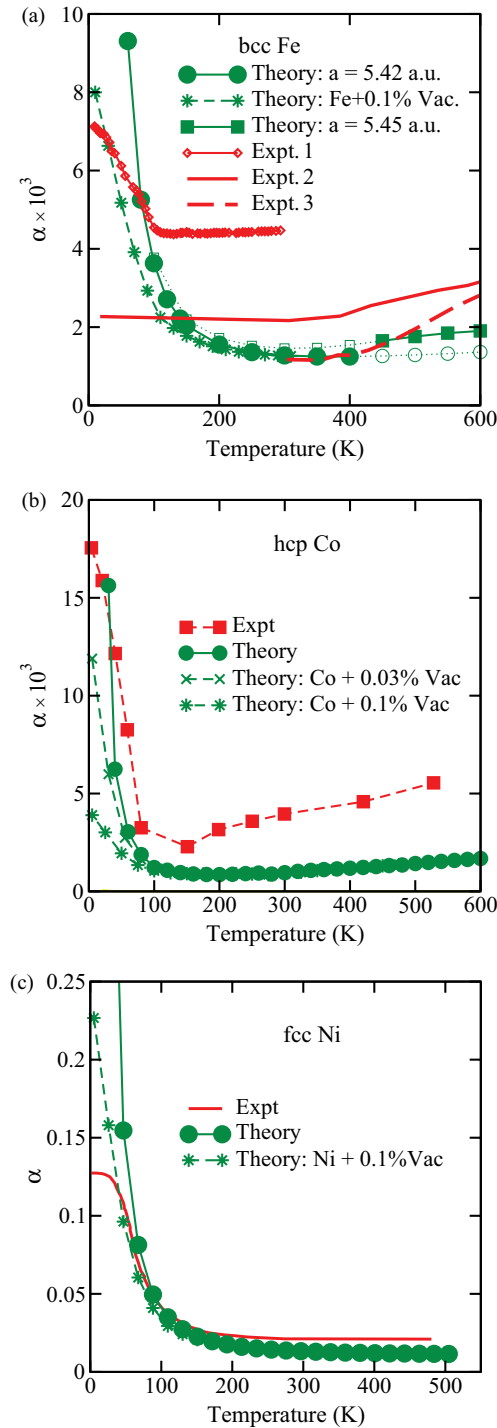 (a)
bcc Fe
Theory: a = 5.42 a.u.
Theory: Fe+0.1% Vac.
Theory: a = 5.45 a.u.
Expt. 1
Expt. 2
Expt. 3
α × 10³
10
8
6
4
2
0
0 100 200 300 400 500 600
Temperature (K)
(b)
hcp Co
Expt
Theory
Theory: Co + 0.03% Vac
Theory: Co + 0.1% Vac
α × 10³
20
15
10
5
0
0 100 200 300 400 500 600
Temperature (K)
(c)
fcc Ni
Expt
Theory
Theory: Ni + 0.1%Vac
α
0.25
0.2
0.15
0.1
0.05
0
0 100 200 300 400 500
Temperature (K)